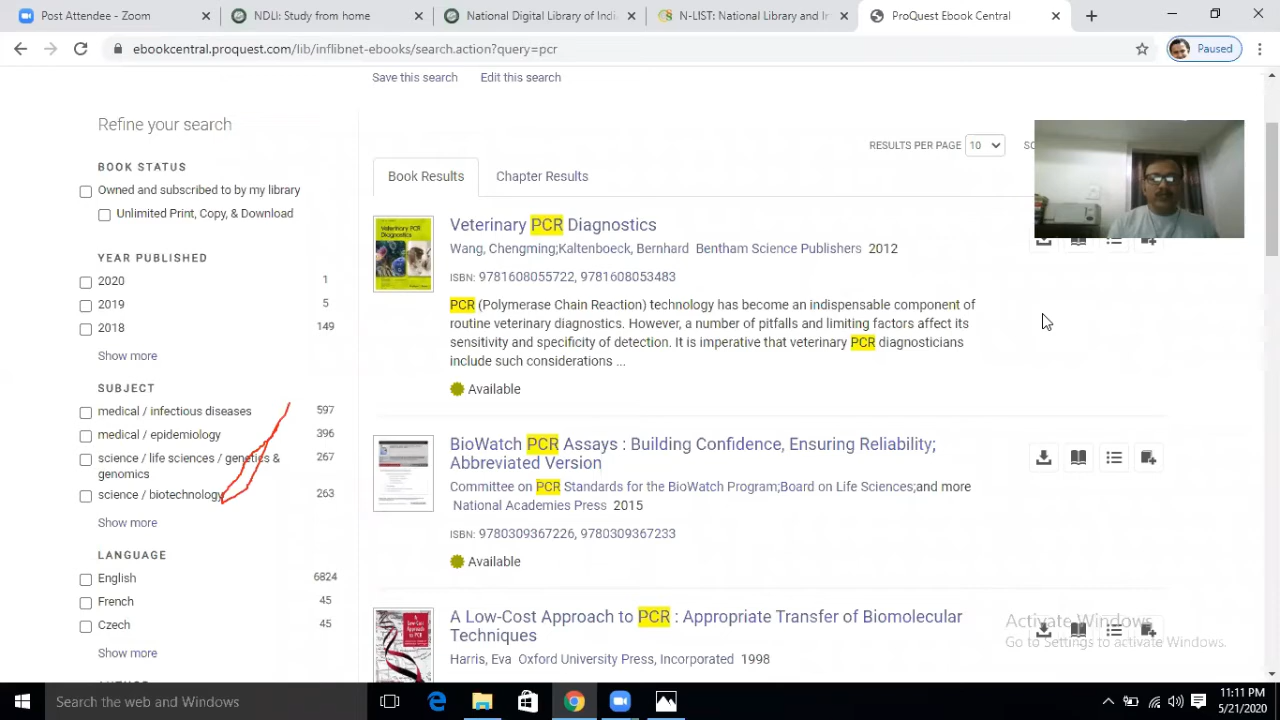 Post Attendee - Zoom
NDLI: Study from home
National Digital Library of Indi
N-LIST: National Library and In
ProQuest Ebook Central
ebookcentral.proquest.com/lib/inflibnet-ebooks/search.action?query=pcr
Paused
Save this search
Edit this search
Refine your search
BOOK STATUS
Owned and subscribed to by my library
Unlimited Print, Copy, & Download
YEAR PUBLISHED
2020 1
2019 5
2018 149
Show more
SUBJECT
medical / infectious diseases 597
medical / epidemiology 396
science / life sciences / genetics & 267
genomics
science / biotechnology 263
Show more
LANGUAGE
English 6824
French 45
Czech 45
Show more
RESULTS PER PAGE 10
Book Results
Chapter Results
Veterinary PCR Diagnostics
Wang, Chengming;Kaltenboeck, Bernhard Bentham Science Publishers 2012
ISBN: 9781608055722, 9781608053483
PCR (Polymerase Chain Reaction) technology has become an indispensable component of
routine veterinary diagnostics. However, a number of pitfalls and limiting factors affect its
sensitivity and specificity of detection. It is imperative that veterinary PCR diagnosticians
include such considerations ...
Available
BioWatch PCR Assays : Building Confidence, Ensuring Reliability;
Abbreviated Version
Committee on PCR Standards for the BioWatch Program;Board on Life Sciences;and more
National Academies Press 2015
ISBN: 9780309367226, 9780309367233
Available
A Low-Cost Approach to PCR : Appropriate Transfer of Biomolecular
Techniques
Harris, Eva Oxford University Press, Incorporated 1998
Activate Windows
Go to Settings to activate Windows.
Search the web and Windows
11:11 PM
5/21/2020